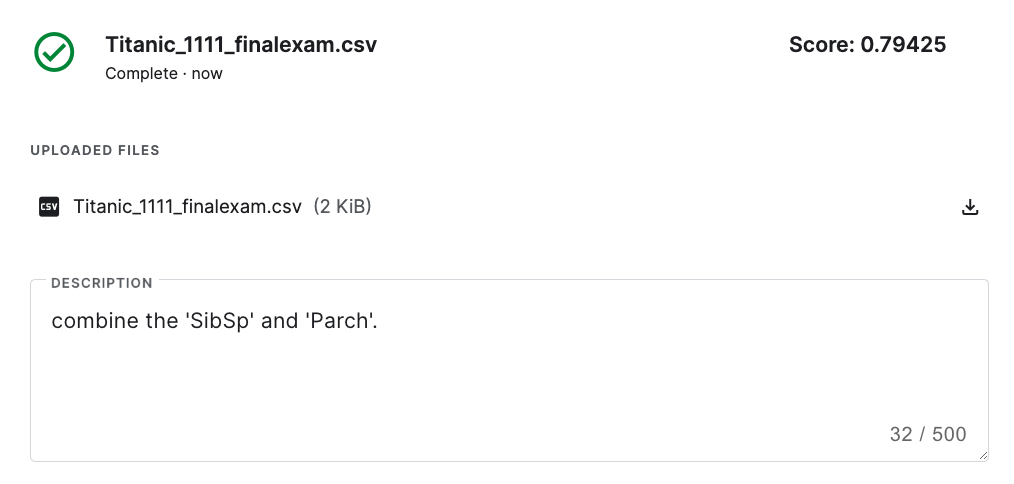 Titanic_1111_finalexam.csv
Score: 0.79425
Complete · now
UPLOADED FILES
CSV
Titanic_1111_finalexam.csv (2 KiB)
DESCRIPTION
combine the 'SibSp' and 'Parch'.
32 / 500